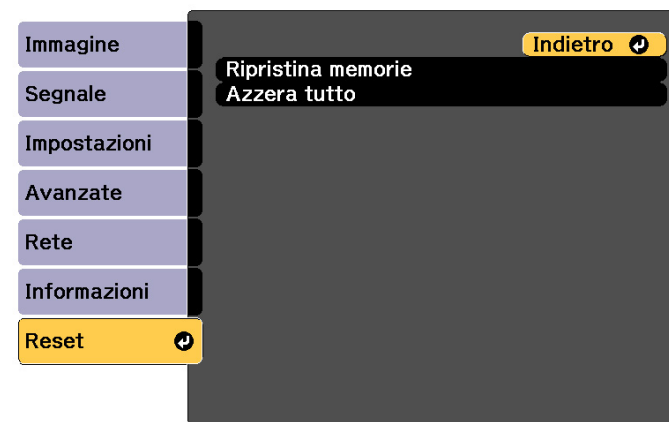 Immagine
Segnale
Impostazioni
Avanzate
Rete
Informazioni
Reset
Indietro
Ripristina memorie
Azzera tutto